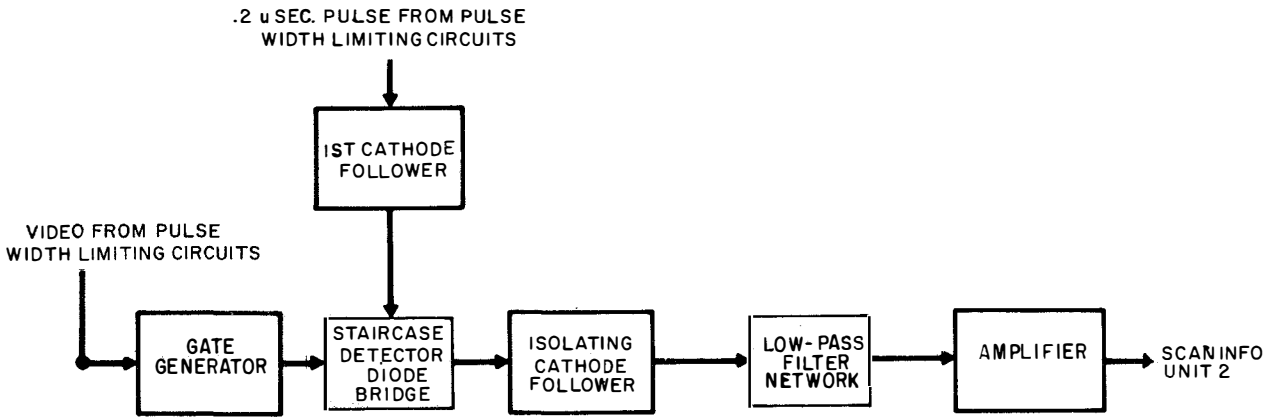 .2 u SEC. PULSE FROM PULSE
WIDTH LIMITING CIRCUITS
1ST CATHODE
FOLLOWER
VIDEO FROM PULSE
WIDTH LIMITING CIRCUITS
GATE
GENERATOR
STAIRCASE
DETECTOR
DIODE
BRIDGE
ISOLATING
CATHODE
FOLLOWER
LOW-PASS
FILTER
NETWORK
AMPLIFIER
SCAN INFO
UNIT 2